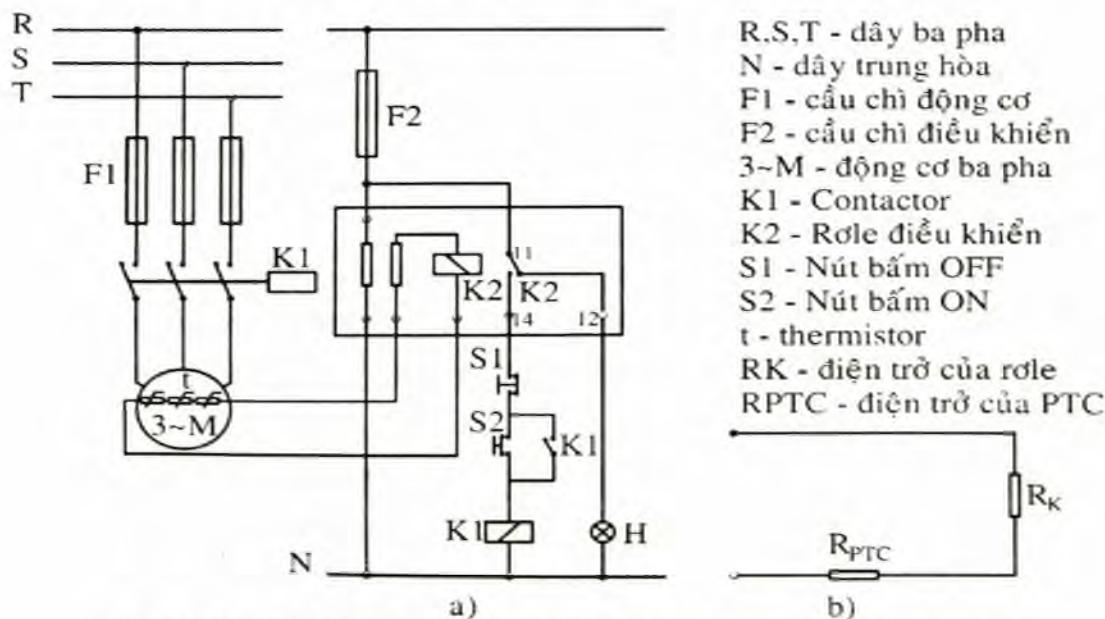 R
S
T
F1
K1
t
3~M
F2
K2
11
K2
14
12
S1
S2
K1
K1
H
N
a)
R,S,T - dây ba pha
N - dây trung hòa
F1 - cầu chì động cơ
F2 - cầu chì điều khiển
3~M - động cơ ba pha
K1 - Contactor
K2 - Rơle điều khiển
S1 - Nút bấm OFF
S2 - Nút bấm ON
t - thermistor
RK - điện trở của rơle
RPTC - điện trở của PTC
RK
RPTC
b)